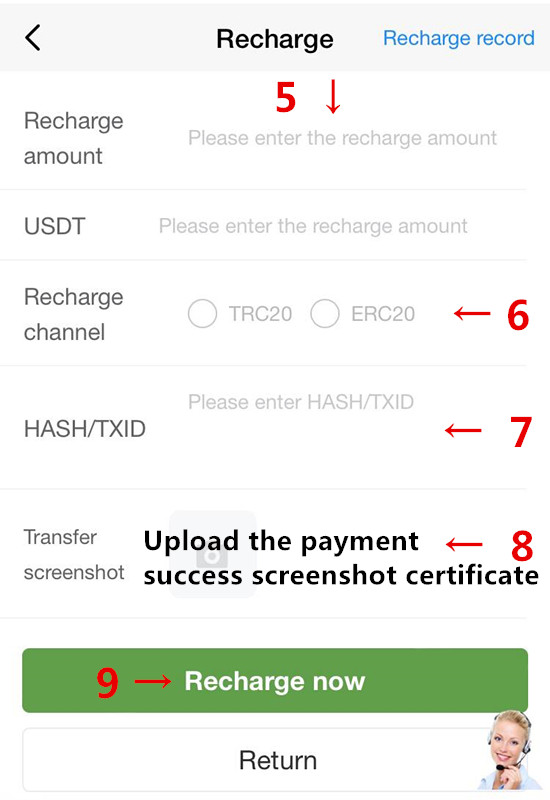 Recharge
Recharge record
5 ↓
Recharge
amount
Please enter the recharge amount
USDT
Please enter the recharge amount
Recharge
channel
TRC20
ERC20
← 6
Please enter HASH/TXID
HASH/TXID
← 7
Transfer
screenshot
Upload the payment
success screenshot certificate
← 8
9 → Recharge now
Return